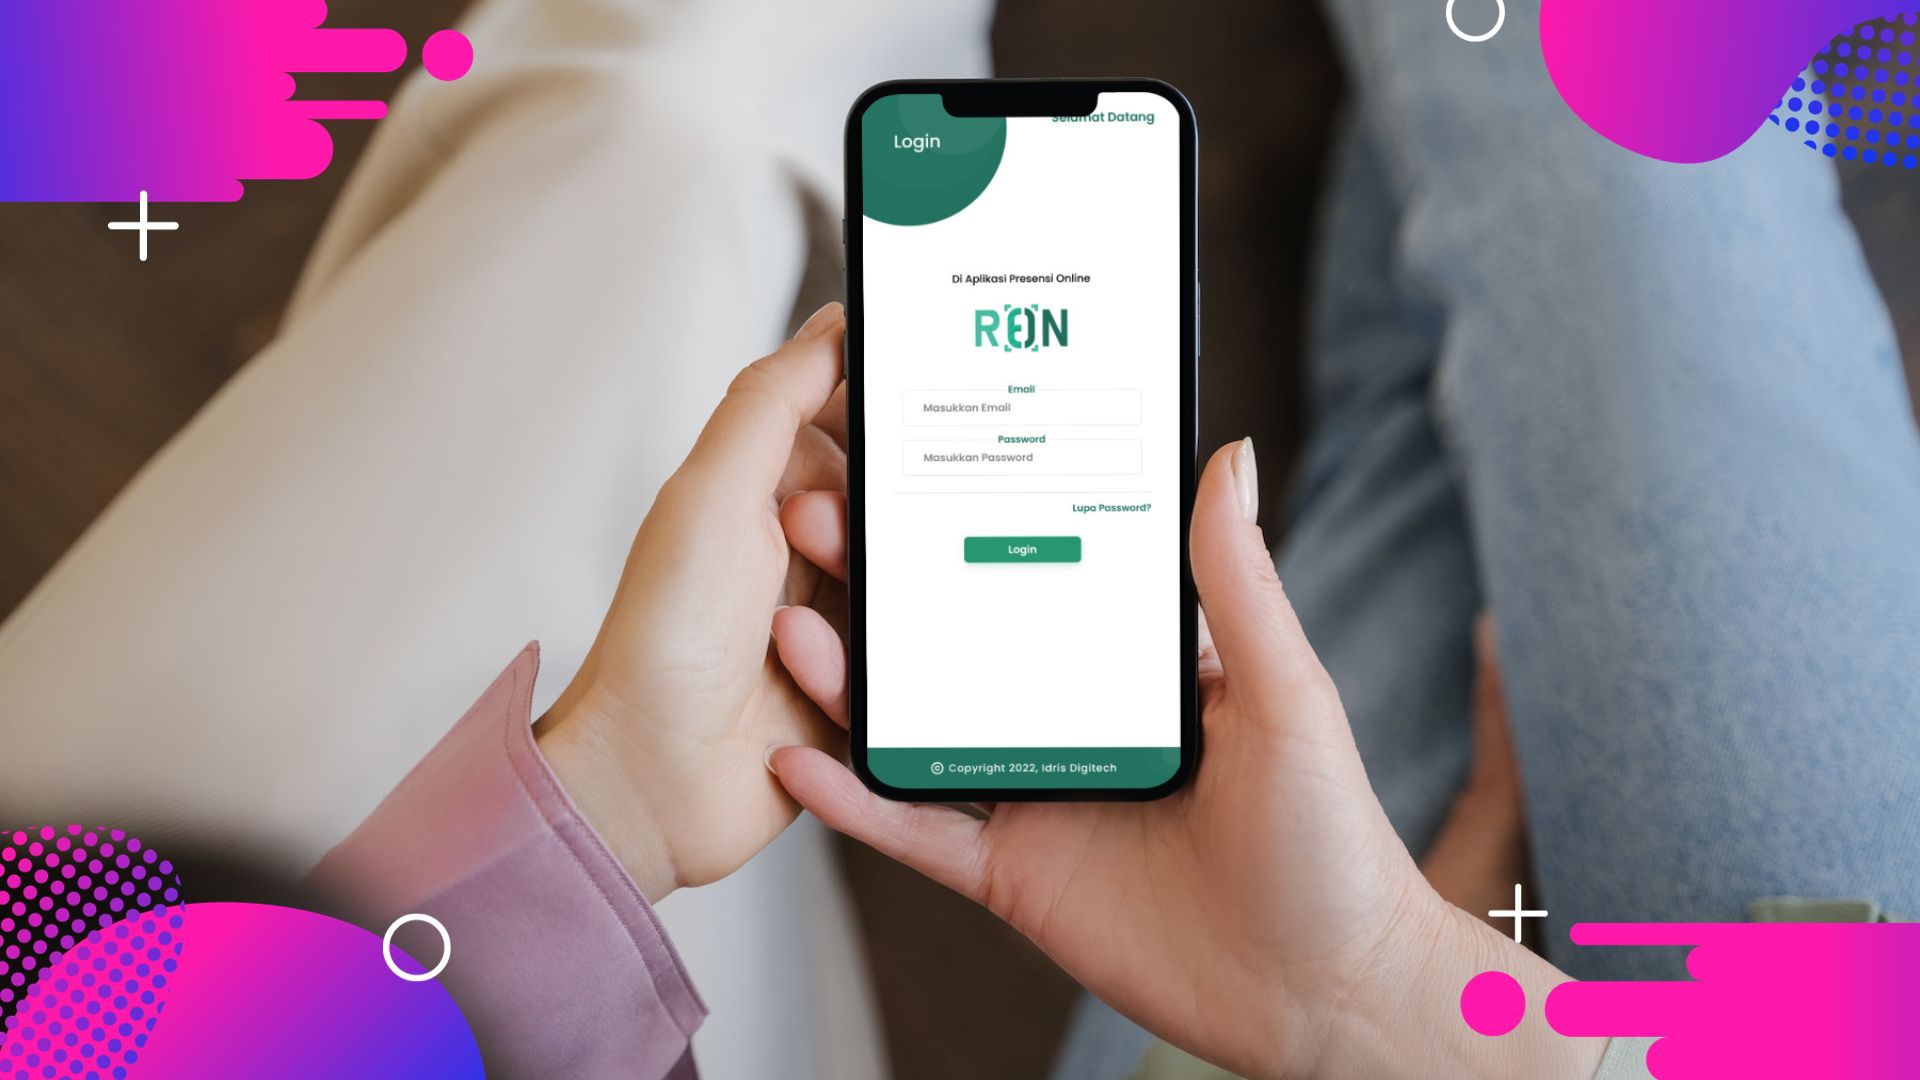 Selamat Datang
Login
Di Aplikasi Presensi Online
Email
Masukkan Email
Password
Masukkan Password
Lupa Password?
Login
© Copyright 2022, Idris Digitech